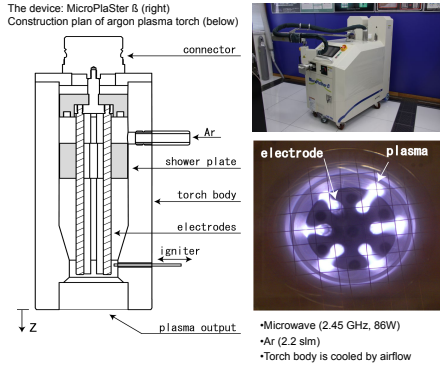 The device: MicroPlaSter ß (right)
Construction plan of argon plasma torch (below)
connector
Ar
shower plate
torch body
electrodes
igniter
plasma output
Z
electrode
plasma
•Microwave (2.45 GHz, 86W)
•Ar (2.2 slm)
•Torch body is cooled by airflow